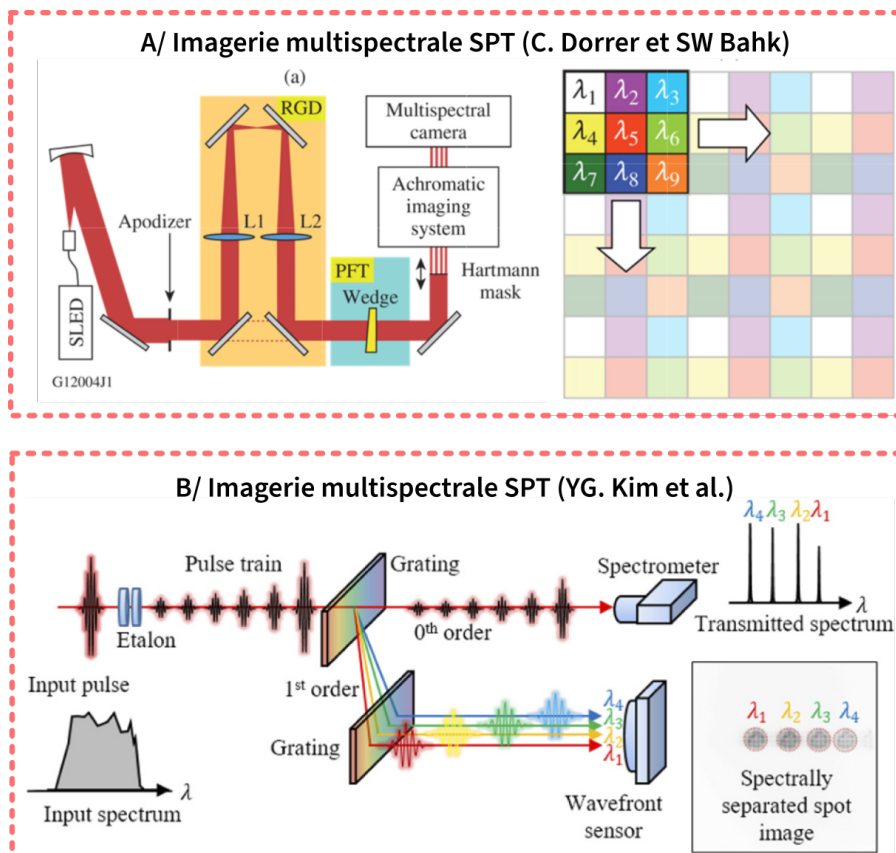 A/ Imagerie multispectrale SPT (C. Dorrer et SW Bahk)
(a)
RGD
Multispectral
camera
Achromatic
imaging
system
Apodizer
L1
L2
PFT
Wedge
Hartmann
mask
SLED
G12004J1
λ1 λ2 λ3
λ4 λ5 λ6
λ7 λ8 λ9
B/ Imagerie multispectrale SPT (YG. Kim et al.)
Pulse train
Grating
Spectrometer
λ4 λ3 λ2 λ1
λ
Transmitted spectrum
Etalon
0th order
Input pulse
1st order
Grating
λ4
λ3
λ2
λ1
Wavefront
sensor
λ
Input spectrum
λ1 λ2 λ3 λ4
Spectrally
separated spot
image